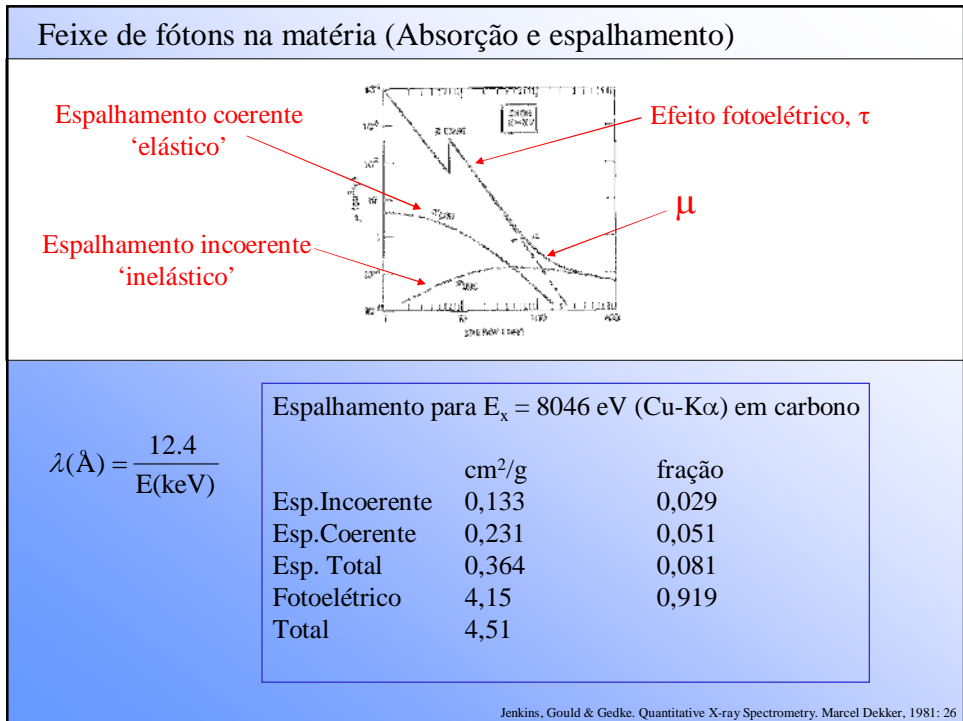 Feixe de fótons na matéria (Absorção e espalhamento)
Espalhamento coerente
‘elástico’
Efeito fotoelétrico, τ
μ
Espalhamento incoerente
‘inelástico’
λ(Å) = 12.4 / E(keV)
Espalhamento para Eₓ = 8046 eV (Cu-Kα) em carbono
cm²/g fração
Esp.Incoerente 0,133 0,029
Esp.Coerente 0,231 0,051
Esp. Total 0,364 0,081
Fotoelétrico 4,15 0,919
Total 4,51
Jenkins, Gould & Gedke. Quantitative X-ray Spectrometry. Marcel Dekker, 1981: 26